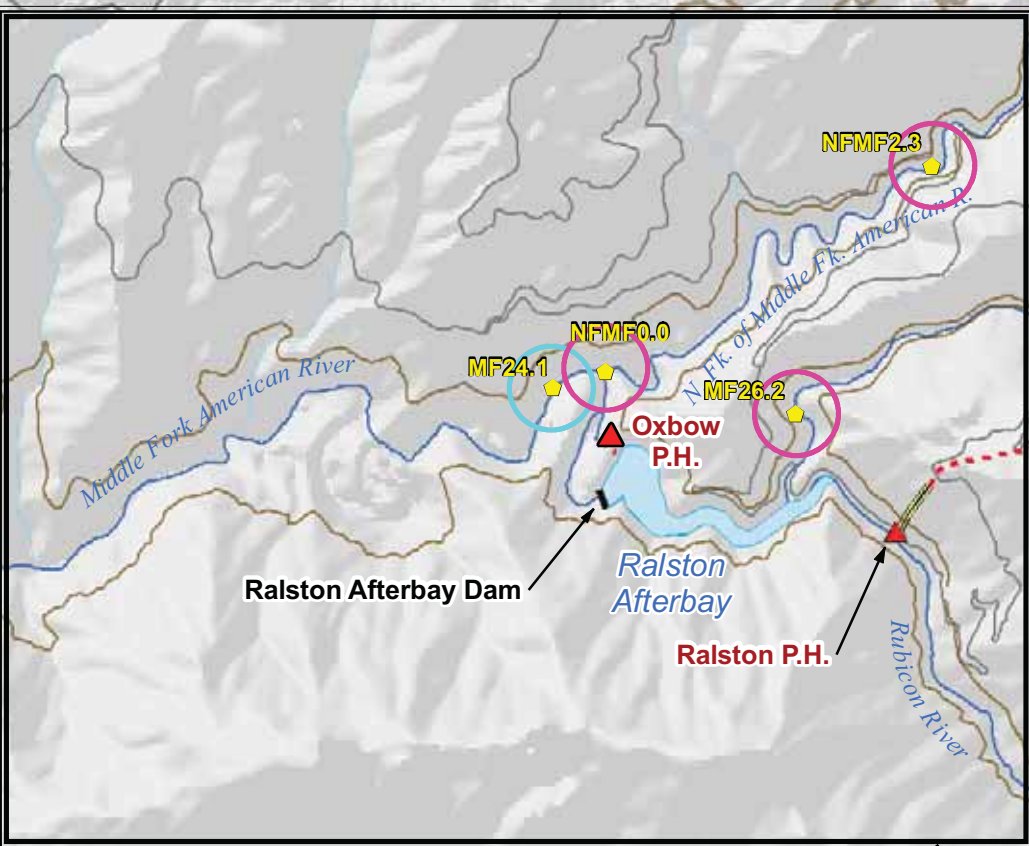 NFMF2.3
N. Fk. of Middle Fk. American R.
NFMF0.0
MF24.1
Middle Fork American River
MF26.2
Oxbow
P.H.
Ralston Afterbay Dam
Ralston
Afterbay
Ralston P.H.
Rubicon River